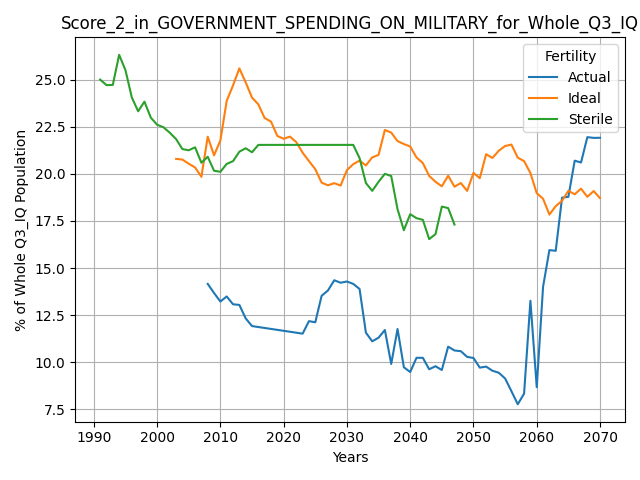 Score_2_in_GOVERNMENT_SPENDING_ON_MILITARY_for_Whole_Q3_IQ
Fertility
Actual
Ideal
Sterile
% of Whole Q3_IQ Population
25.0
22.5
20.0
17.5
15.0
12.5
10.0
7.5
1990 2000 2010 2020 2030 2040 2050 2060 2070
Years